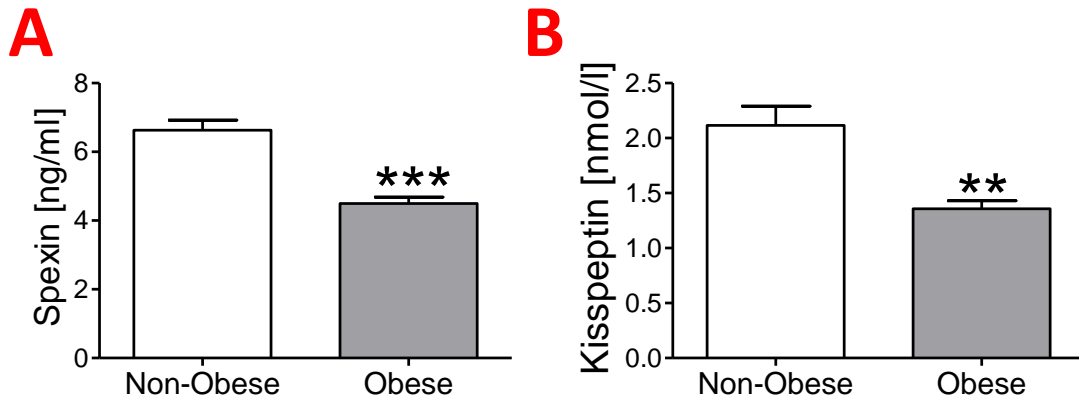 A
Spexin [ng/ml]
8
6
4
2
0
***
Non-Obese
Obese
B
Kisspeptin [nmol/l]
2.5
2.0
1.5
1.0
0.5
0.0
**
Non-Obese
Obese